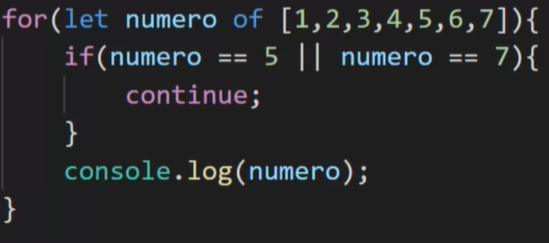 for(let numero of [1,2,3,4,5,6,7]){
    if(numero == 5 || numero == 7){
        continue;
    }
    console.log(numero);
}